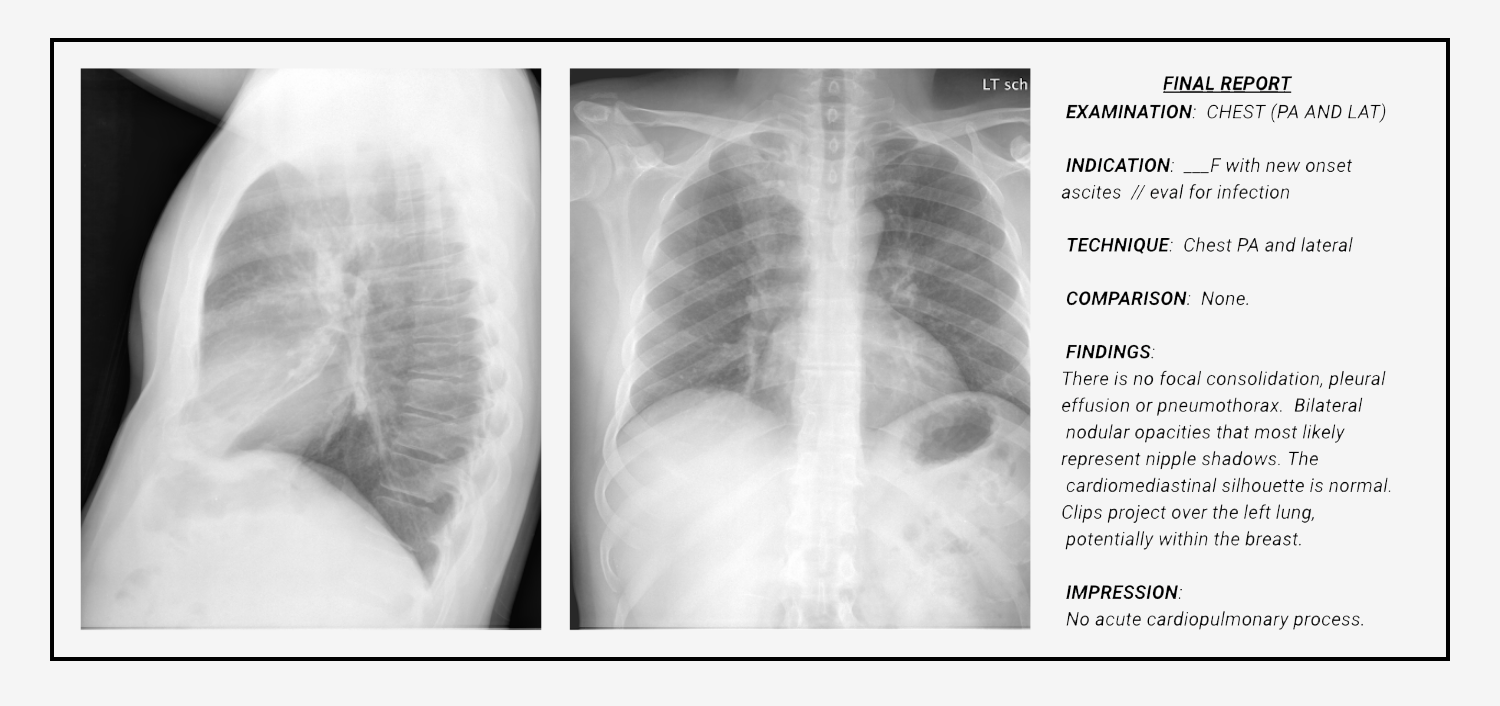 LT sch
FINAL REPORT
EXAMINATION: CHEST (PA AND LAT)
INDICATION: ___F with new onset
ascites // eval for infection
TECHNIQUE: Chest PA and lateral
COMPARISON: None.
FINDINGS:
There is no focal consolidation, pleural
effusion or pneumothorax. Bilateral
nodular opacities that most likely
represent nipple shadows. The
cardiomediastinal silhouette is normal.
Clips project over the left lung,
potentially within the breast.
IMPRESSION:
No acute cardiopulmonary process.